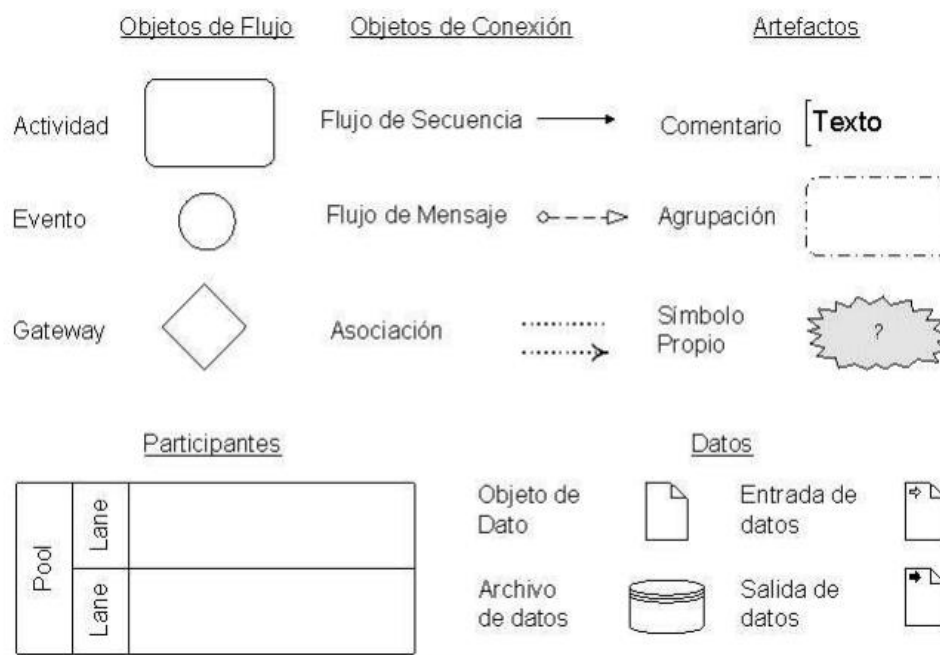 Objetos de Flujo
Objetos de Conexión
Artefactos
Actividad
Flujo de Secuencia
Comentario
Texto
Evento
Flujo de Mensaje
Agrupación
Gateway
Asociación
Símbolo
Propio
?
Participantes
Datos
Pool
Lane
Lane
Objeto de
Dato
Entrada de
datos
Archivo
de datos
Salida de
datos